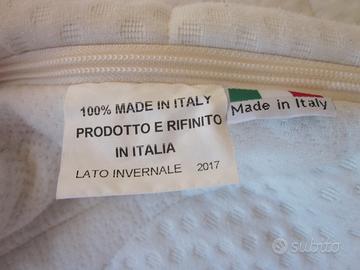 100% MADE IN ITALY
PRODOTTO E RIFINITO
IN ITALIA
LATO INVERNALE 2017
Made in Italy
subito